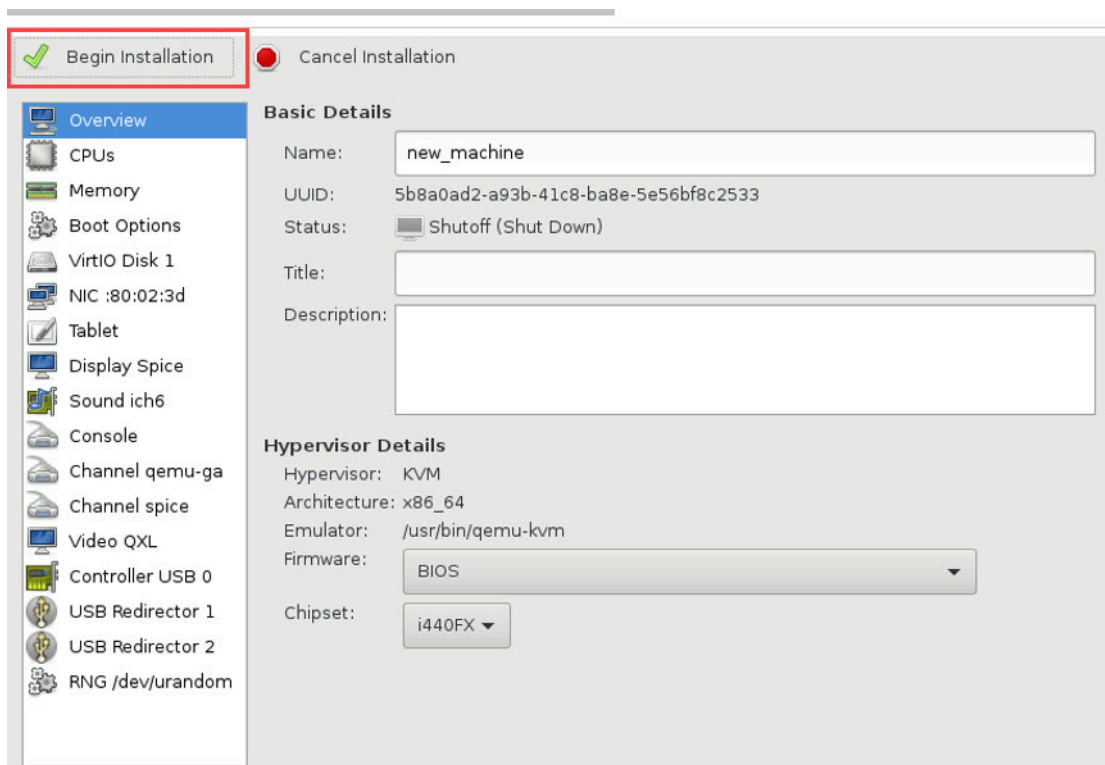 Begin Installation
Cancel Installation
Overview
CPUs
Memory
Boot Options
VirtIO Disk 1
NIC :80:02:3d
Tablet
Display Spice
Sound ich6
Console
Channel qemu-ga
Channel spice
Video QXL
Controller USB 0
USB Redirector 1
USB Redirector 2
RNG /dev/urandom
Basic Details
Name: new_machine
UUID: 5b8a0ad2-a93b-41c8-ba8e-5e56bf8c2533
Status: Shutoff (Shut Down)
Title:
Description:
Hypervisor Details
Hypervisor: KVM
Architecture: x86_64
Emulator: /usr/bin/qemu-kvm
Firmware: BIOS
Chipset: i440FX